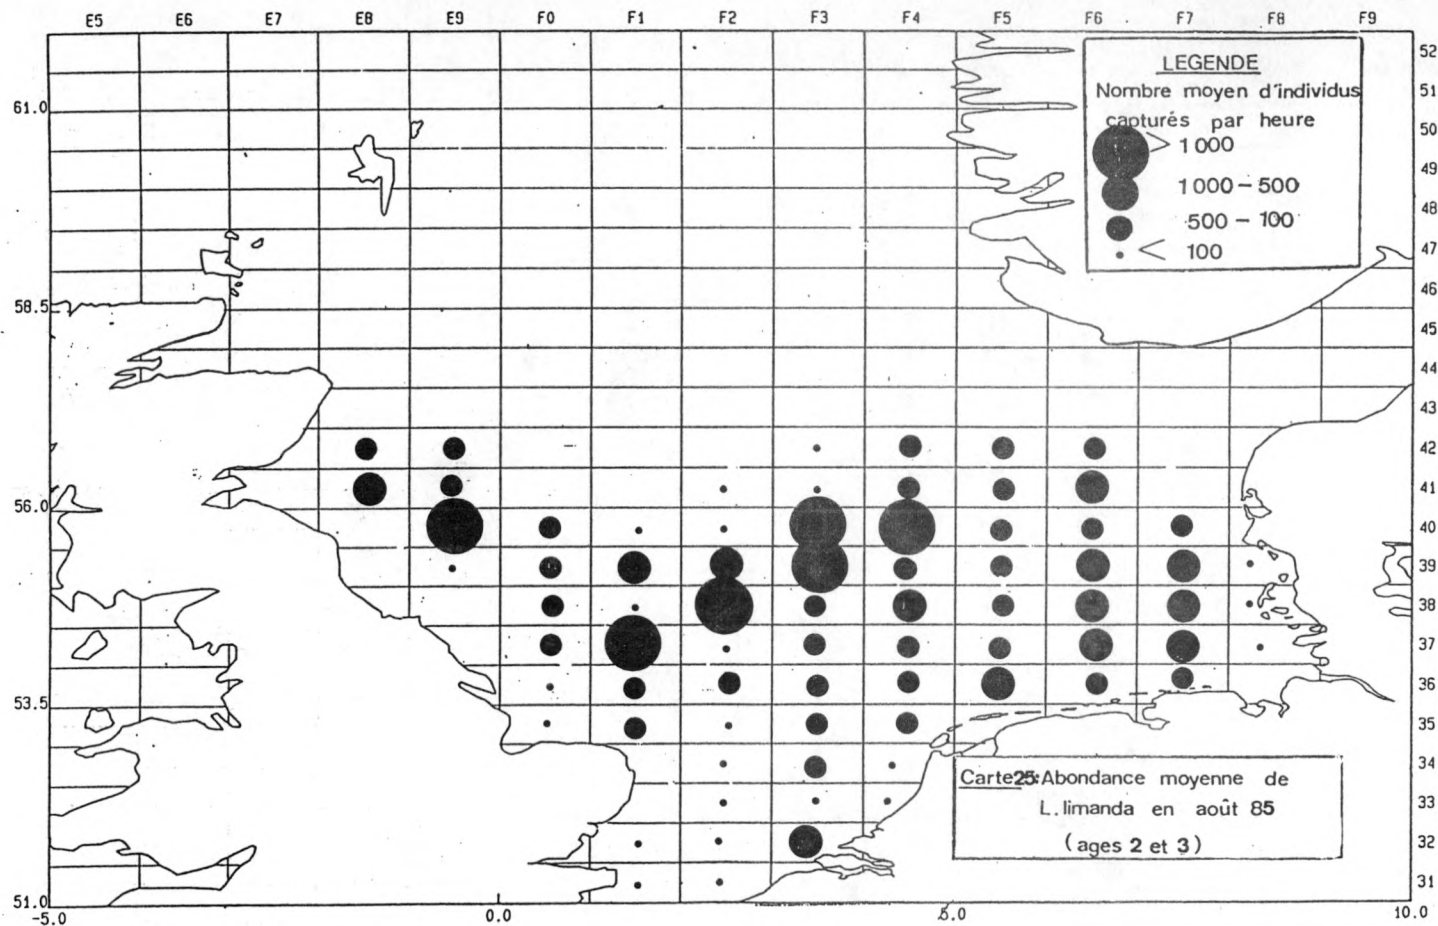 E5 E6 E7 E8 E9 F0 F1 F2 F3 F4 F5 F6 F7 F8 F9
LEGENDE
Nombre moyen d'individus
capturés par heure
> 1000
1000 – 500
500 – 100
< 100
52
51
50
49
48
47
46
45
44
43
42
41
40
39
38
37
36
35
34
33
32
31
61.0
58.5
56.0
53.5
51.0
Carte 25: Abondance moyenne de
L. limanda en août 85
(ages 2 et 3)
-5.0 0.0 5.0 10.0